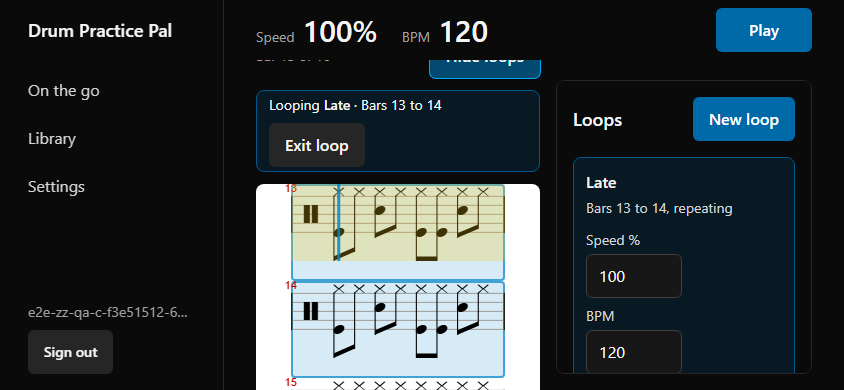 Drum Practice Pal
On the go
Library
Settings
e2e-zz-qa-c-f3e51512-6...
Sign out
Speed 100% BPM 120
Play
Hide loops
Looping Late · Bars 13 to 14
Exit loop
13
14
15
Loops
New loop
Late
Bars 13 to 14, repeating
Speed %
100
BPM
120